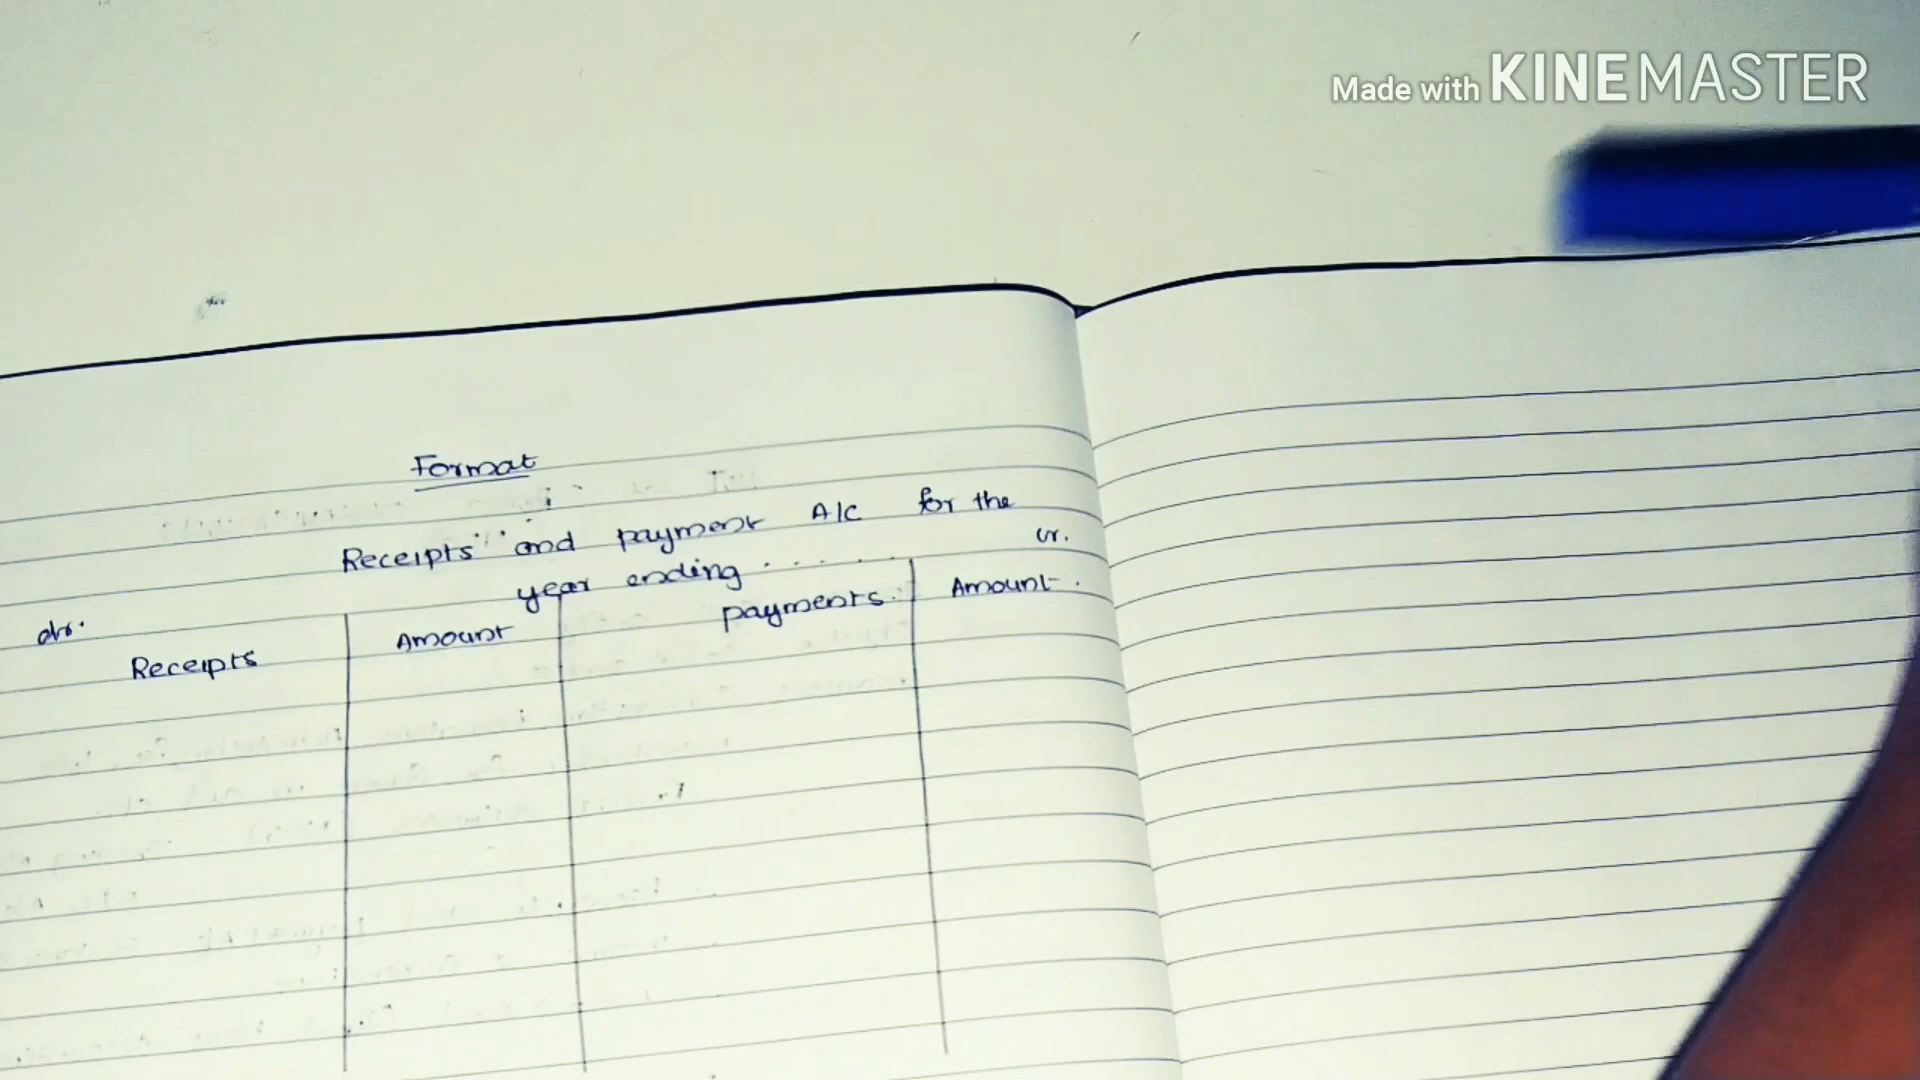 Made with KINEMASTER
Format
Receipts and payment A/C for the
year ending ......
dr.
cr.
Receipts
Amount
payments.
Amount.